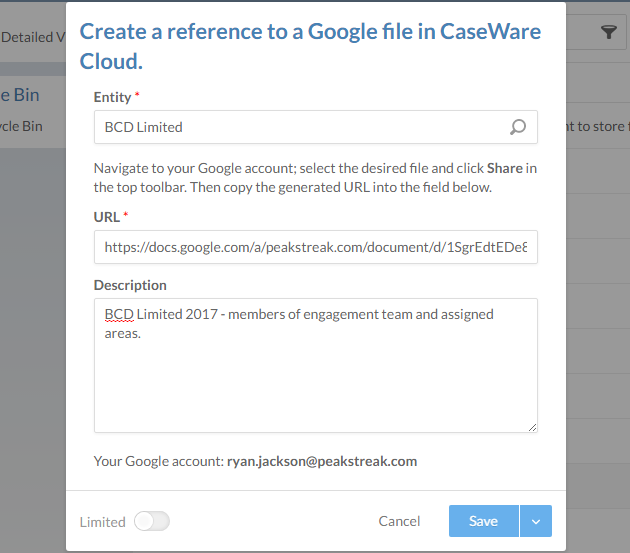 Create a reference to a Google file in CaseWare
Cloud.
Detailed V
Entity *
e Bin
BCD Limited
cle Bin
nt to store
Navigate to your Google account; select the desired file and click Share in
the top toolbar. Then copy the generated URL into the field below.
URL *
https://docs.google.com/a/peakstreak.com/document/d/1SgrEdtEDe8
Description
BCD Limited 2017 - members of engagement team and assigned
areas.
Your Google account: ryan.jackson@peakstreak.com
Limited
Cancel
Save